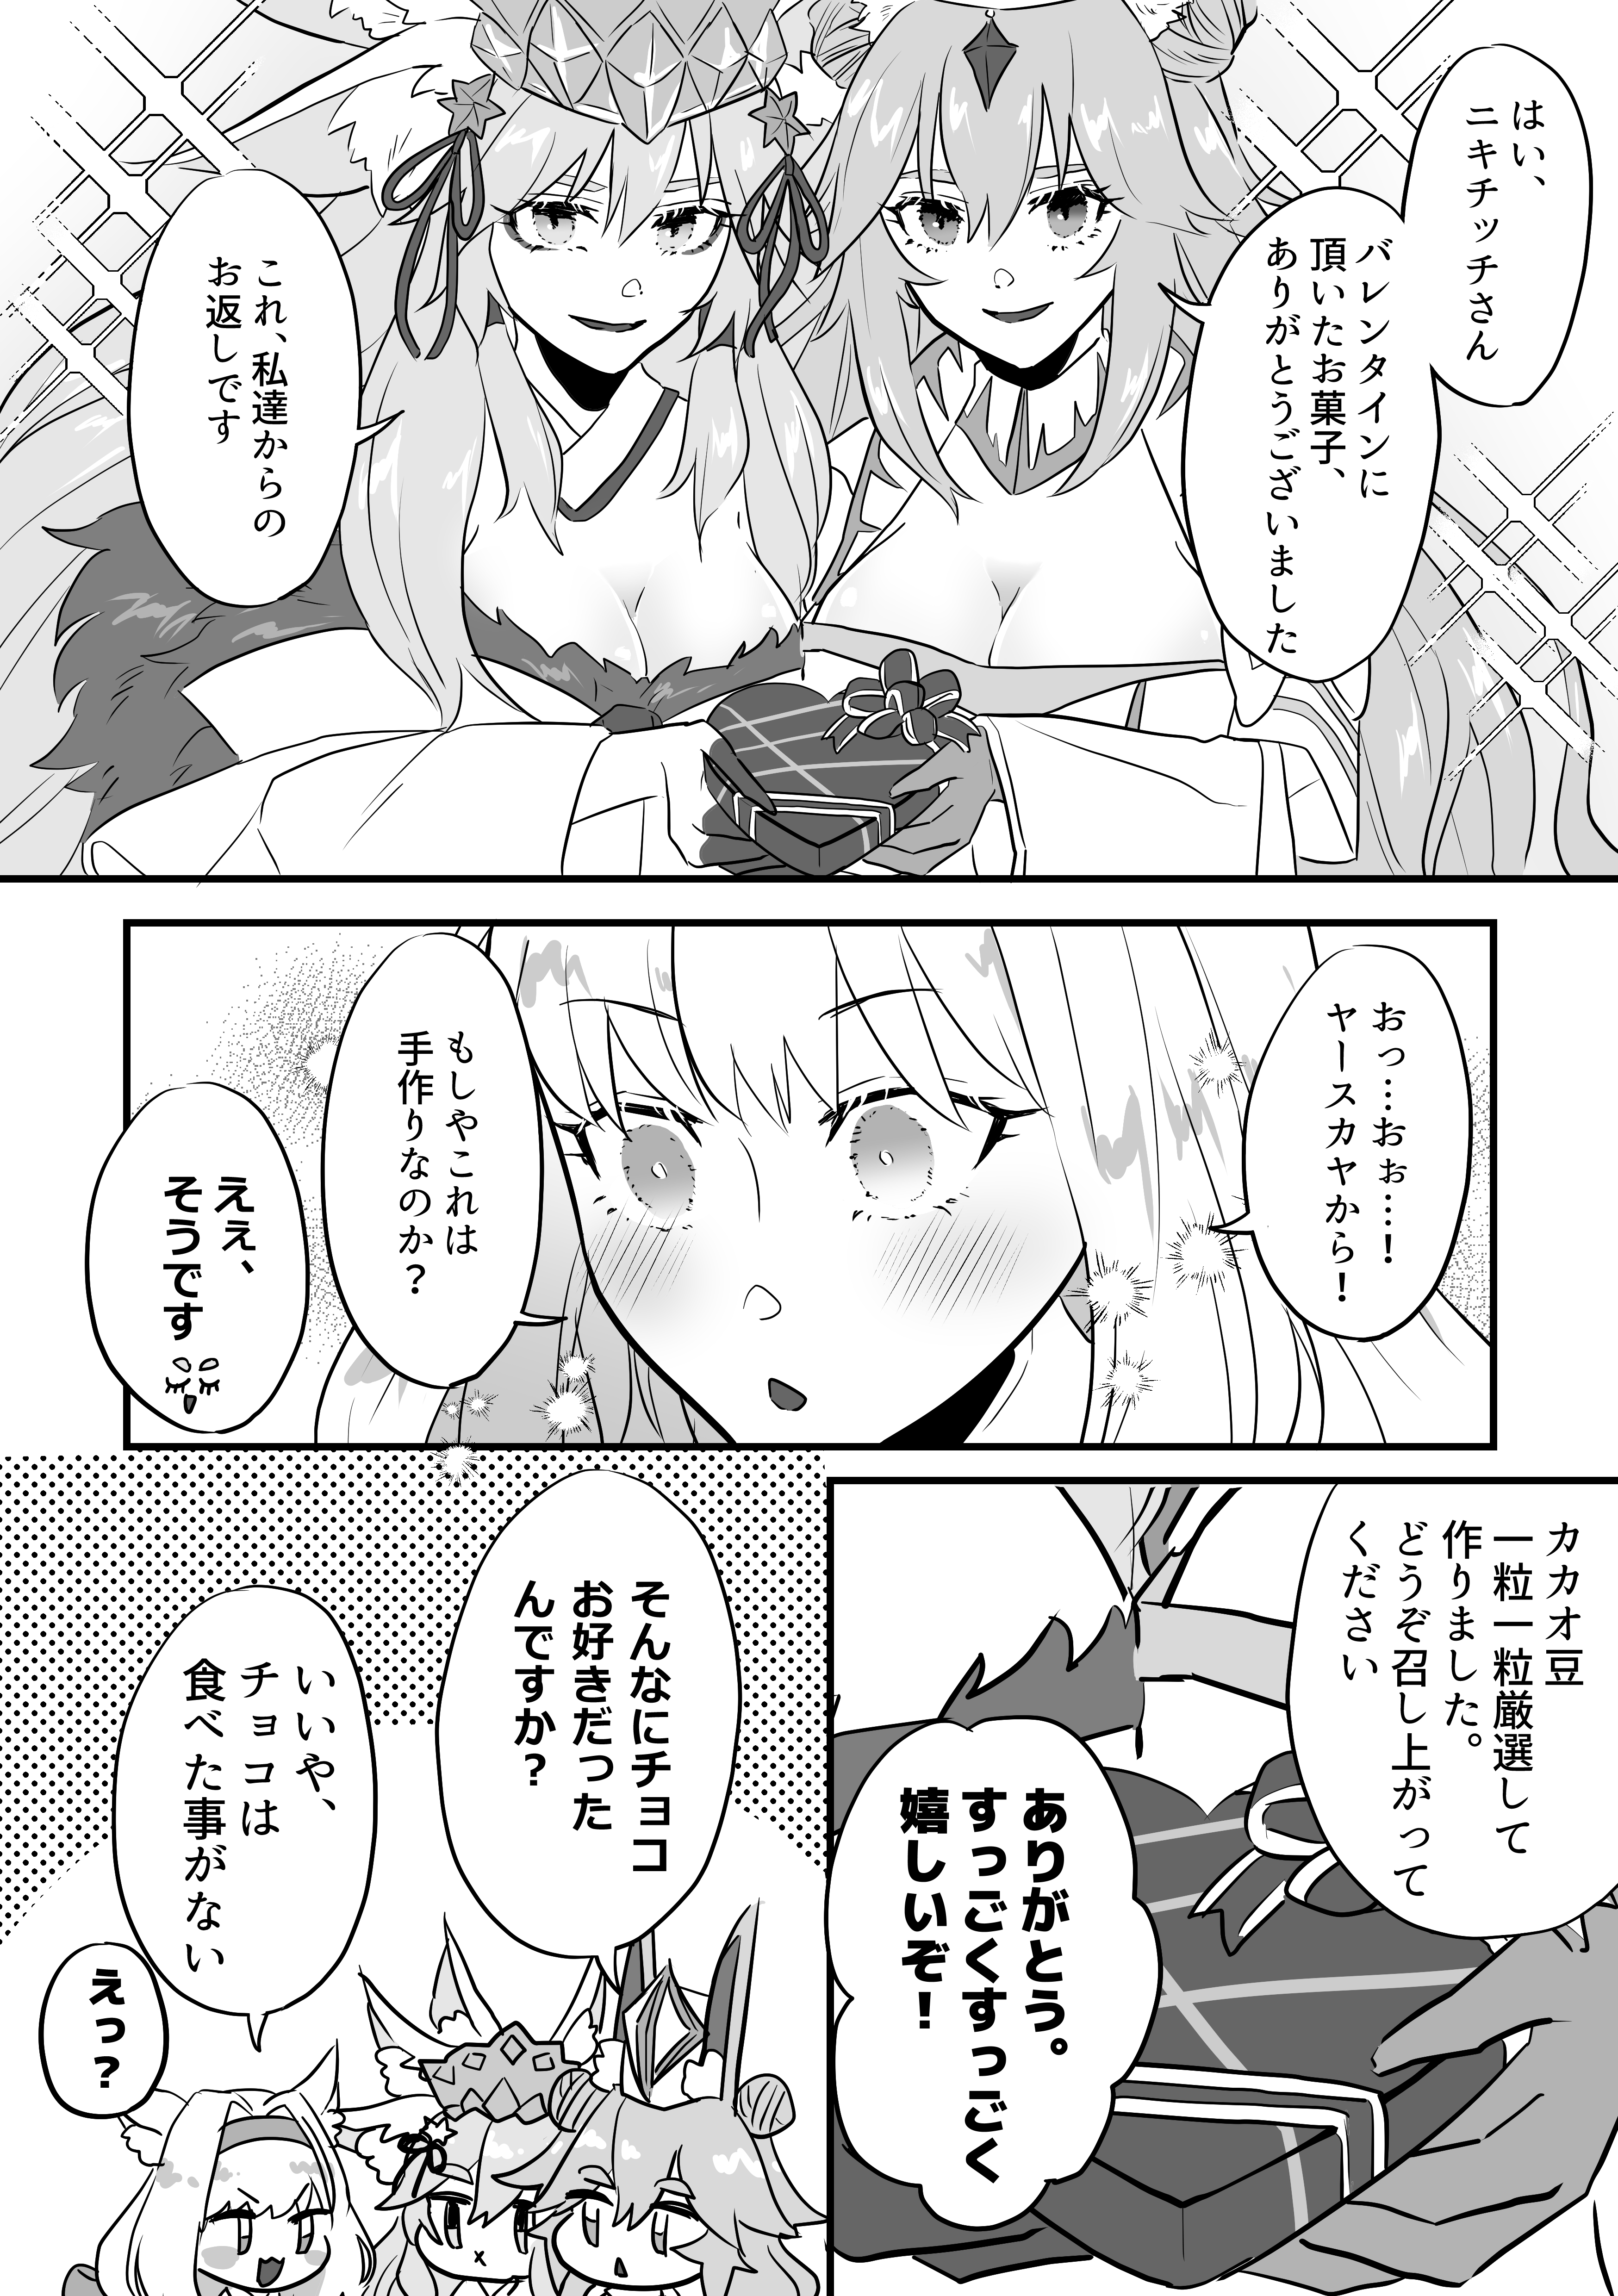 はい、
ニキチッチさん
バレンタインに
頂いたお菓子、
ありがとうございました
これ、私達からの
お返しです
おっ…おぉ…！
ヤースカヤから！
もしやこれは
手作りなのか？
えぇ、
そうです
カカオ豆
一粒一粒厳選して
作りました。
どうぞ召し上がって
ください
ありがとう。
すっごくすっごく
嬉しいぞ！
そんなにチョコ
お好きだった
んですか？
いいや、
チョコは
食べた事がない
えっ？